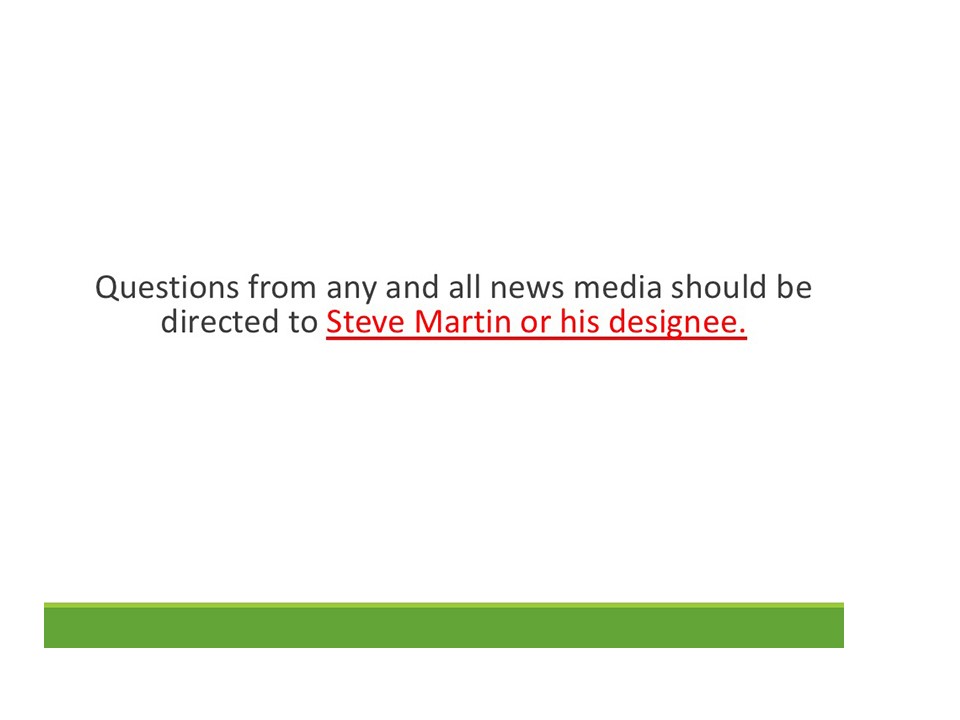 Questions from any and all news media should be
directed to Steve Martin or his designee.